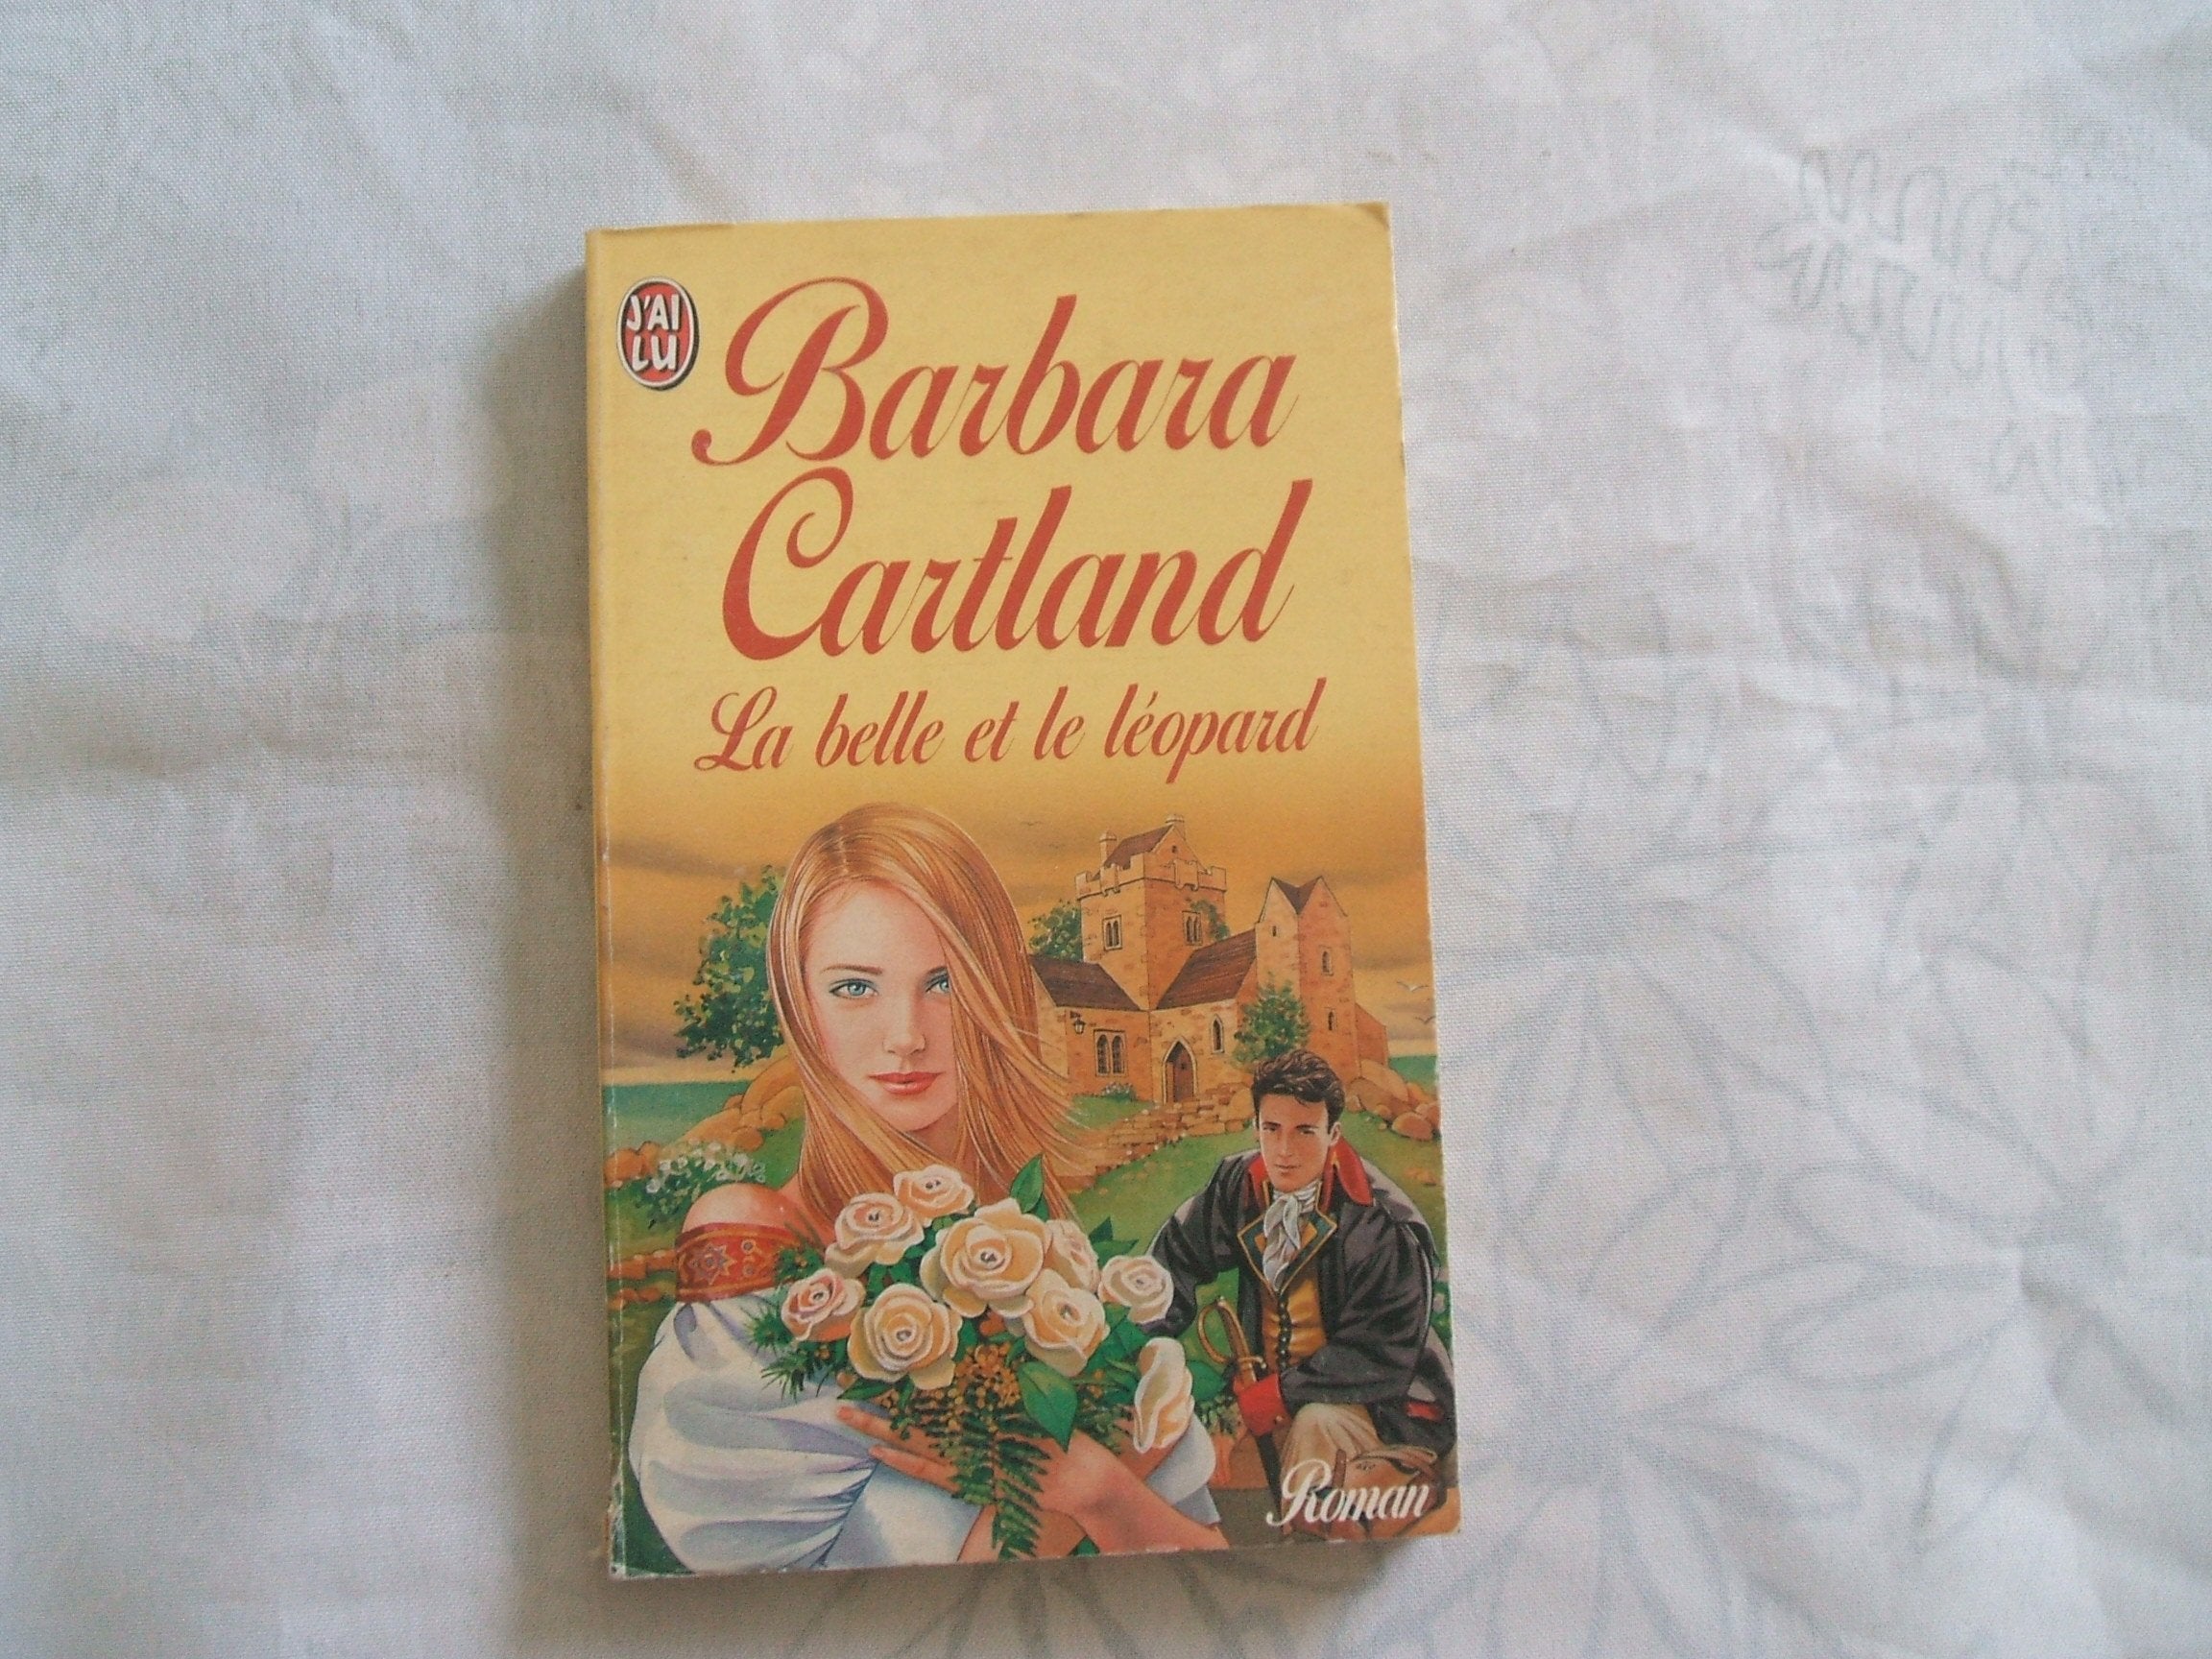 J'AI
LU
Barbara
Cartland
La belle et le léopard
Roman